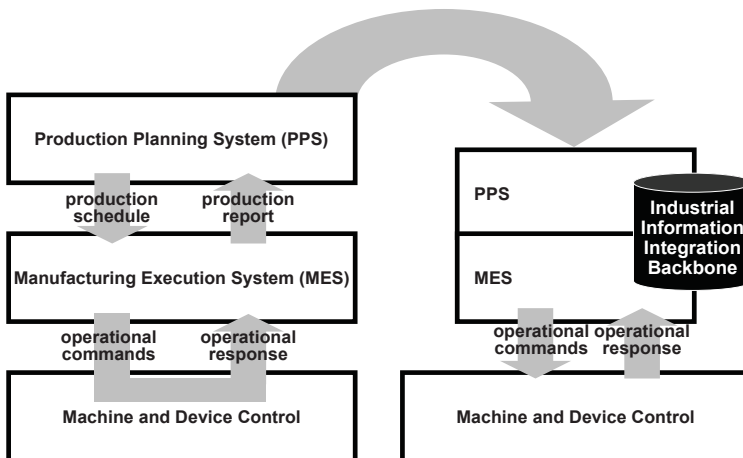 Production Planning System (PPS)
production
schedule
production
report
Manufacturing Execution System (MES)
operational
commands
operational
response
Machine and Device Control
PPS
MES
Industrial
Information
Integration
Backbone
operational
commands
operational
response
Machine and Device Control